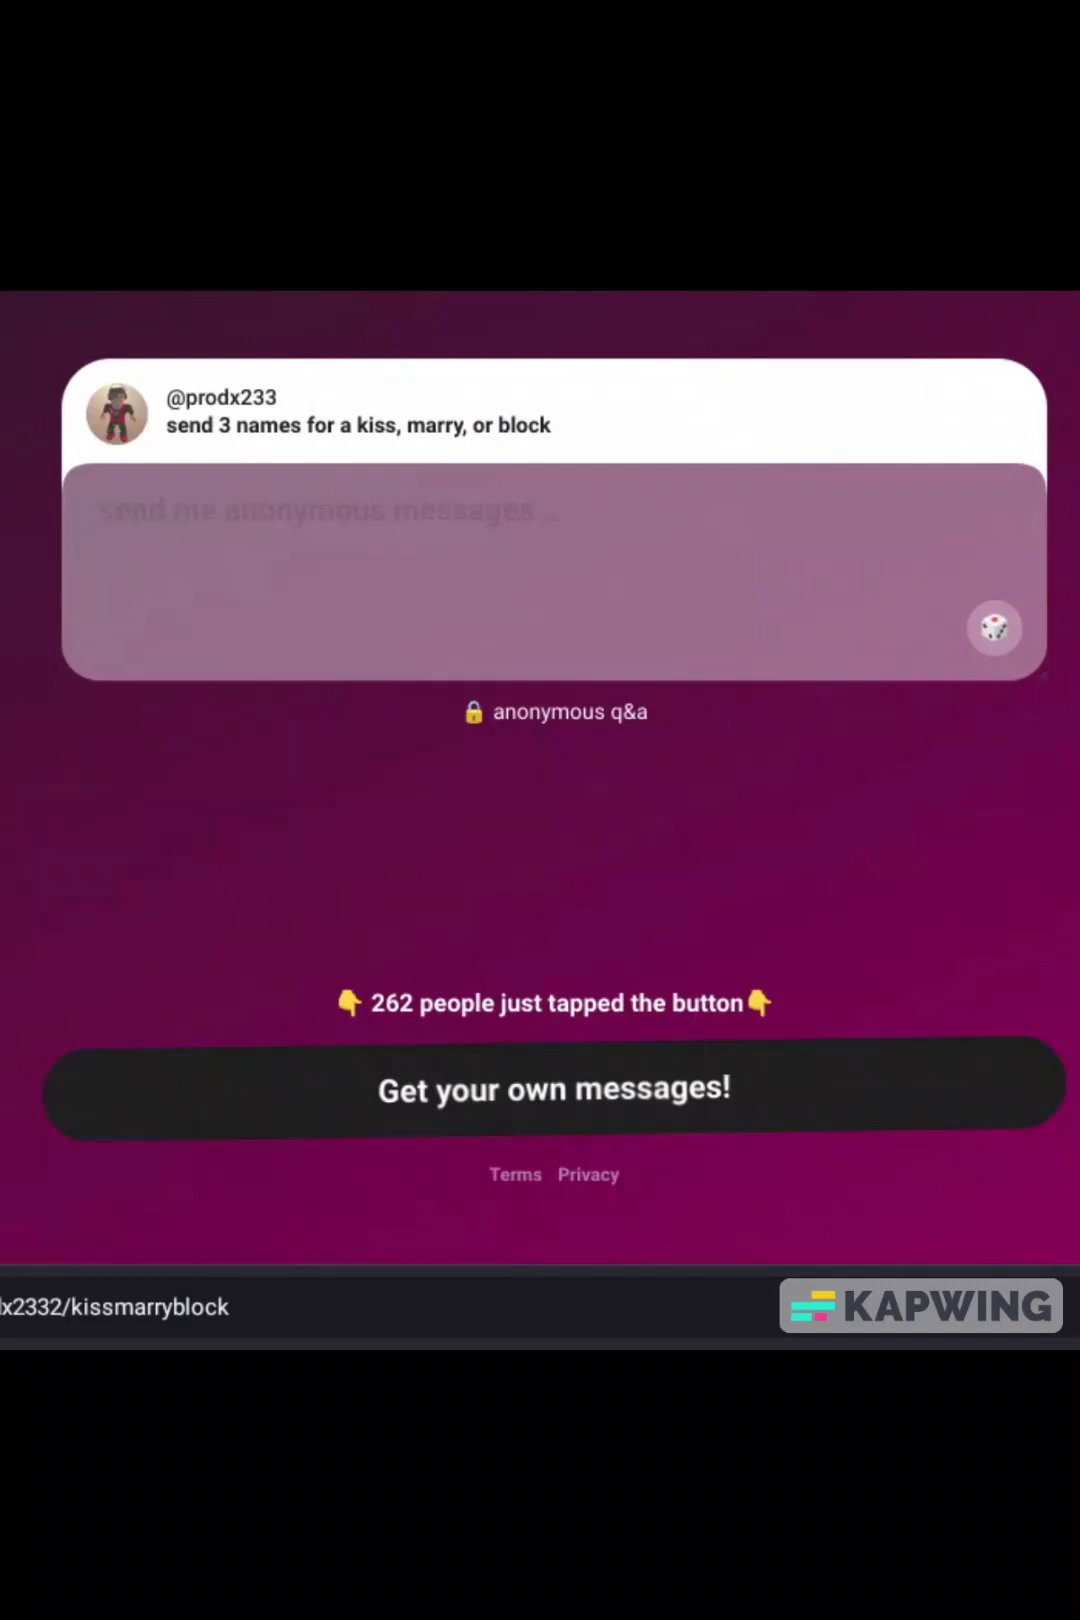 @prodx233
send 3 names for a kiss, marry, or block
send me anonymous messages...
🔒 anonymous q&a
👇 262 people just tapped the button👇
Get your own messages!
Terms Privacy
x2332/kissmarryblock
KAPWING